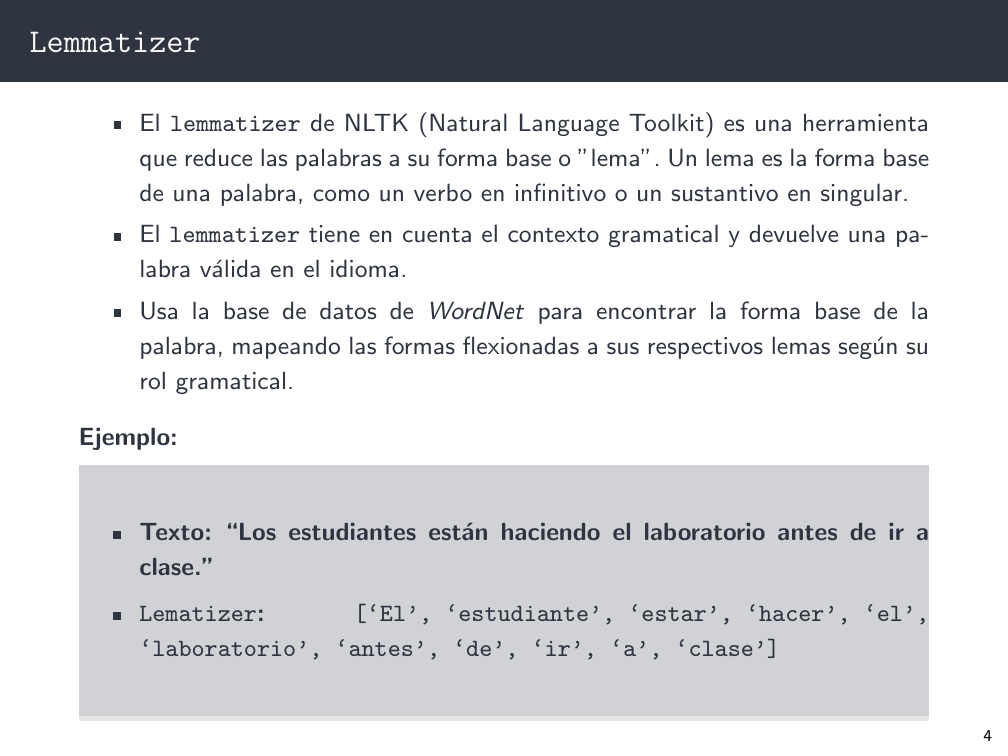 Lemmatizer
El lemmatizer de NLTK (Natural Language Toolkit) es una herramienta
que reduce las palabras a su forma base o ”lema”. Un lema es la forma base
de una palabra, como un verbo en infinitivo o un sustantivo en singular.
El lemmatizer tiene en cuenta el contexto gramatical y devuelve una pa-
labra válida en el idioma.
Usa la base de datos de WordNet para encontrar la forma base de la
palabra, mapeando las formas flexionadas a sus respectivos lemas según su
rol gramatical.
Ejemplo:
Texto: “Los estudiantes están haciendo el laboratorio antes de ir a
clase.”
Lematizer: [‘El’, ‘estudiante’, ‘estar’, ‘hacer’, ‘el’,
‘laboratorio’, ‘antes’, ‘de’, ‘ir’, ‘a’, ‘clase’]
4